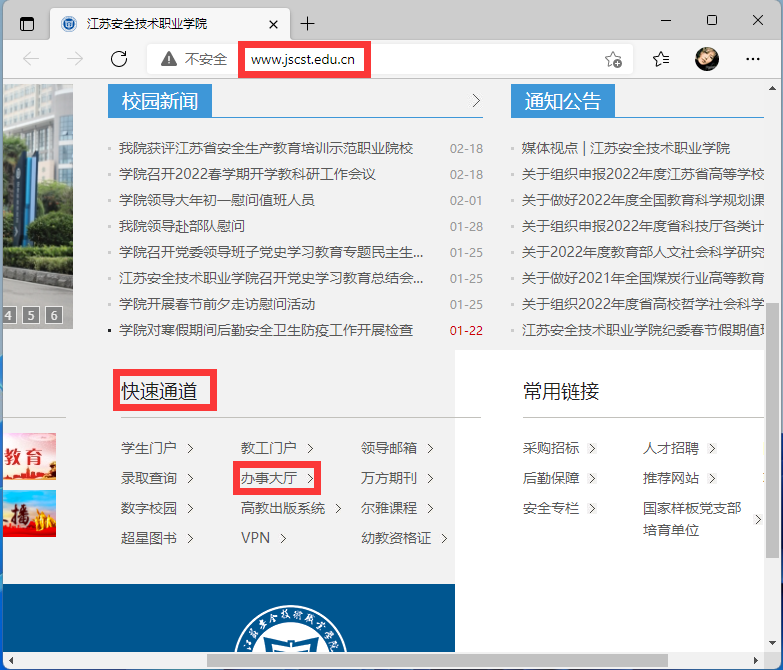 江苏安全技术职业学院
不安全
www.jscst.edu.cn
校园新闻
我院获评江苏省安全生产教育培训示范职业院校 02-18
学院召开2022春学期开学教科研工作会议 02-18
学院领导大年初一慰问值班人员 02-01
我院领导赴部队慰问 01-28
学院召开党委领导班子党史学习教育专题民主生... 01-25
江苏安全技术职业学院召开党史学习教育总结会... 01-25
学院开展春节前夕走访慰问活动 01-25
学院对寒假期间后勤安全卫生防疫工作开展检查 01-22
通知公告
媒体视点 | 江苏安全技术职业学院
关于组织申报2022年度江苏省高等学校
关于做好2022年度全国教育科学规划课
关于组织申报2022年度省科技厅各类计
关于2022年度教育部人文社会科学研究
关于做好2021年全国煤炭行业高等教育
关于组织2022年度省高校哲学社会科学
江苏安全技术职业学院纪委春节假期值
4 5 6
教育
播
快速通道
学生门户 教工门户 领导邮箱
录取查询 办事大厅 万方期刊
数字校园 高教出版系统 尔雅课程
超星图书 VPN 幼教资格证
常用链接
采购招标 人才招聘
后勤保障 推荐网站
安全专栏 国家样板党支部
培育单位
江苏安全技术职业学院